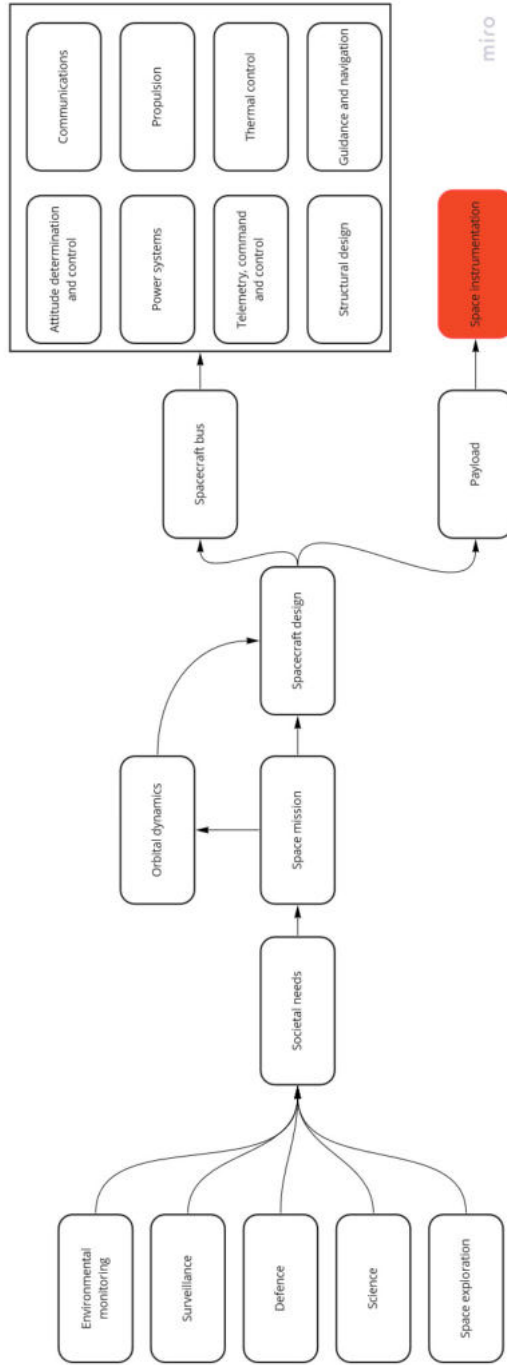 Environmental
monitoring
Surveillance
Defence
Science
Space exploration
Societal needs
Orbital dynamics
Space mission
Spacecraft design
Spacecraft bus
Payload
Attitude determination
and control
Communications
Power systems
Propulsion
Telemetry, command
and control
Thermal control
Structural design
Guidance and navigation
Space instrumentation
miro